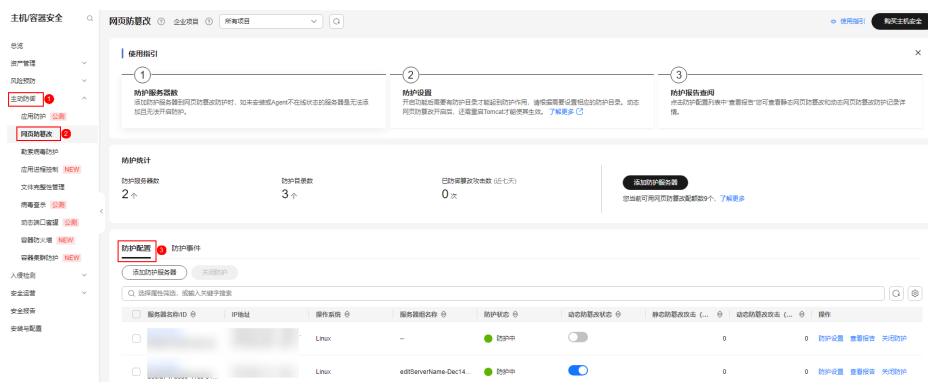 主机/容器安全
总览
资产管理
风险预防
主动防御 1
应用防护 公测
网页防篡改 2
勒索病毒防护
应用进程控制 NEW
文件完整性管理
病毒查杀 公测
动态端口蜜罐 公测
容器防火墙 NEW
容器集群防护 NEW
入侵检测
安全运营
安全报告
安装与配置
网页防篡改 企业项目 所有项目
使用指引 购买主机安全
使用指引
1
防护服务器数
添加防护服务器到网页防篡改防护时，如未安装或Agent不在线状态的服务器是无法添
加且无法开启防护。
2
防护设置
开启功能后需要有防护目录才能起到防护作用，请根据需要设置相应的防护目录。动态
网页防篡改开启后，还需重启Tomcat才能使其生效。 了解更多
3
防护报告查阅
点击防护配置列表中“查看报告”您可查看静态网页防篡改和动态网页防篡改防护记录详
情。
防护统计
防护服务器数
2 个
防护目录数
3 个
已防御篡改攻击数 (近七天)
0 次
添加防护服务器
您当前可用网页防篡改配额数9个，了解更多
防护配置 3 防护事件
添加防护服务器 关闭防护
选择属性筛选，或输入关键字搜索
服务器名称/ID IP地址 操作系统 服务器组名称 防护状态 动态防篡改状态 静态防篡改攻击 (... 动态防篡改攻击 (... 操作
Linux -- 防护中 0 0 防护设置 查看报告 关闭防护
Linux editServerName-Dec14... 防护中 0 0 防护设置 查看报告 关闭防护